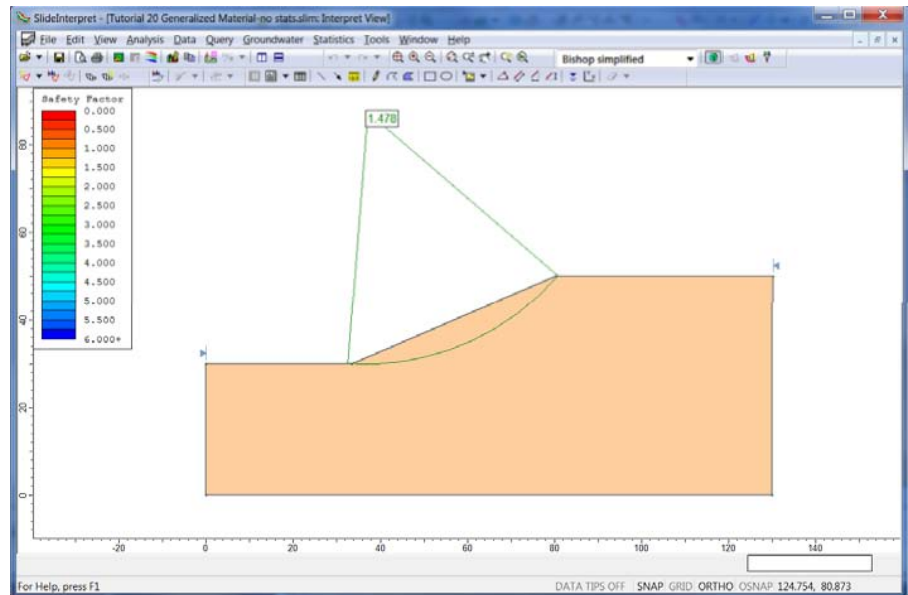 SlideInterpret - [Tutorial 20 Generalized Material-no stats.slim: Interpret View]
File Edit View Analysis Data Query Groundwater Statistics Tools Window Help
Bishop simplified
Safety Factor
0.000
0.500
1.000
1.500
2.000
2.500
3.000
3.500
4.000
4.500
5.000
5.500
6.000+
1.478
80
60
40
20
0
-20 0 20 40 60 80 100 120 140
For Help, press F1
DATA TIPS OFF SNAP GRID ORTHO OSNAP 124.754, 80.873